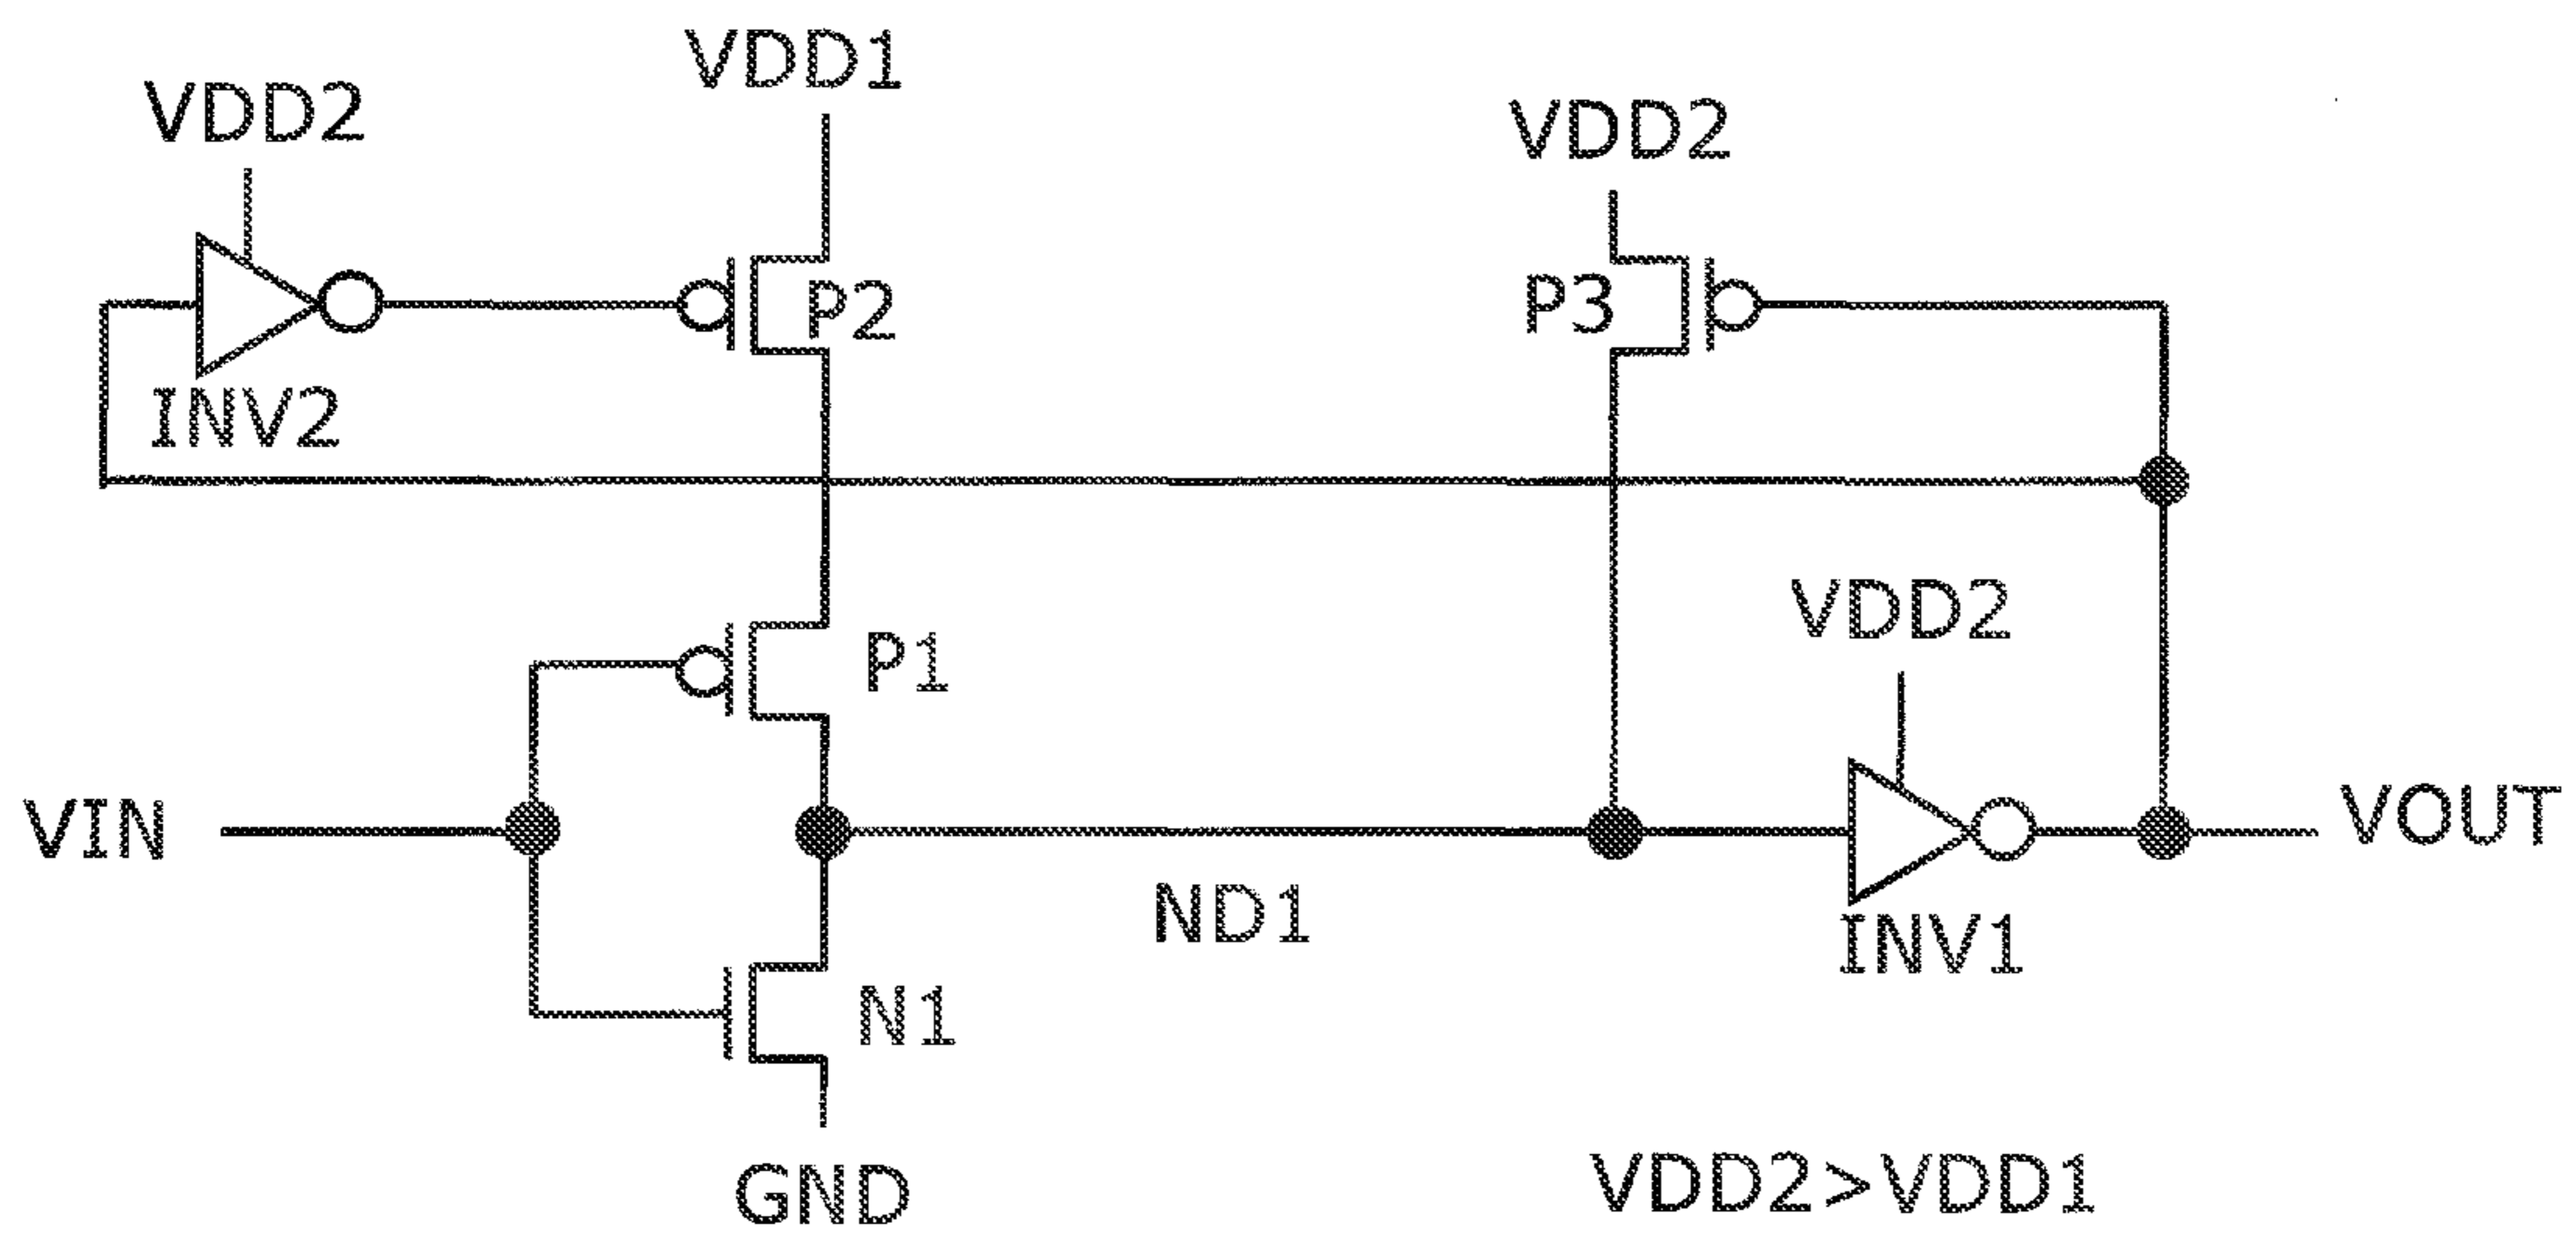 VDD1
VDD2
VDD2
P2
P3
INV2
VDD2
P1
VIN
VOUT
ND1
INV1
N1
GND
VDD2>VDD1